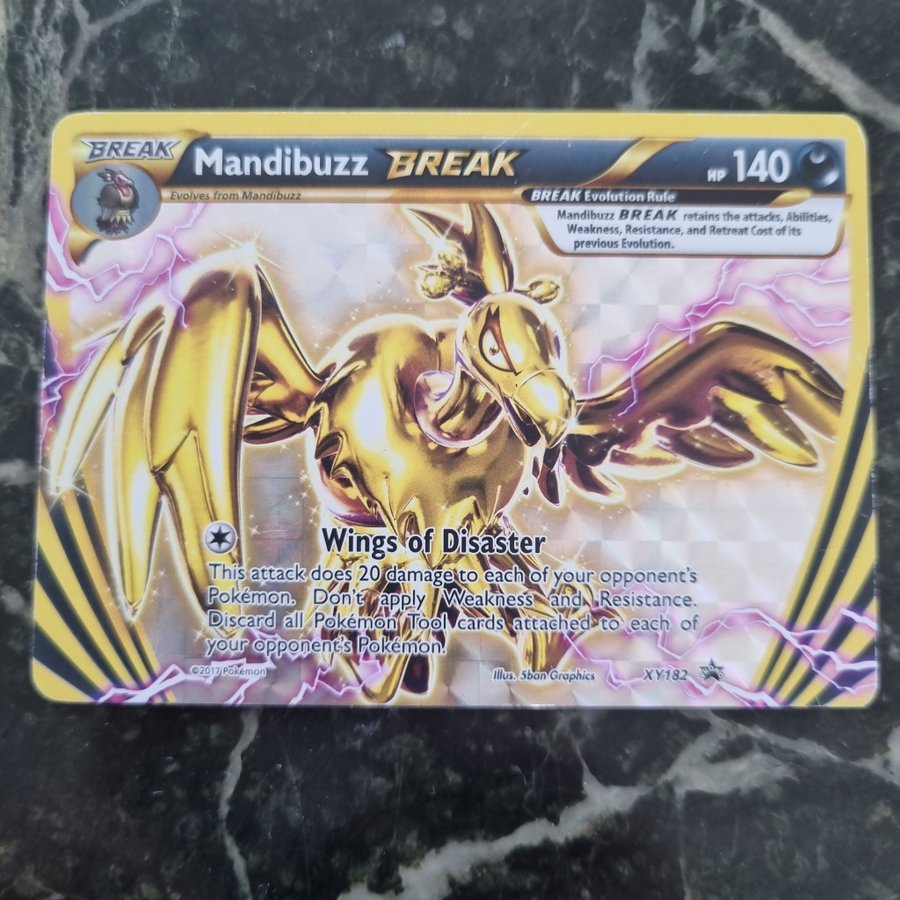 BREAK
Mandibuzz BREAK
HP 140
Evolves from Mandibuzz
BREAK Evolution Rule
Mandibuzz BREAK retains the attacks, Abilities,
Weakness, Resistance, and Retreat Cost of its
previous Evolution.
Wings of Disaster
This attack does 20 damage to each of your opponent's
Pokémon. Don't apply Weakness and Resistance.
Discard all Pokémon Tool cards attached to each of
your opponent's Pokémon.
©2017 Pokémon
Illus. 5ban Graphics
XY182